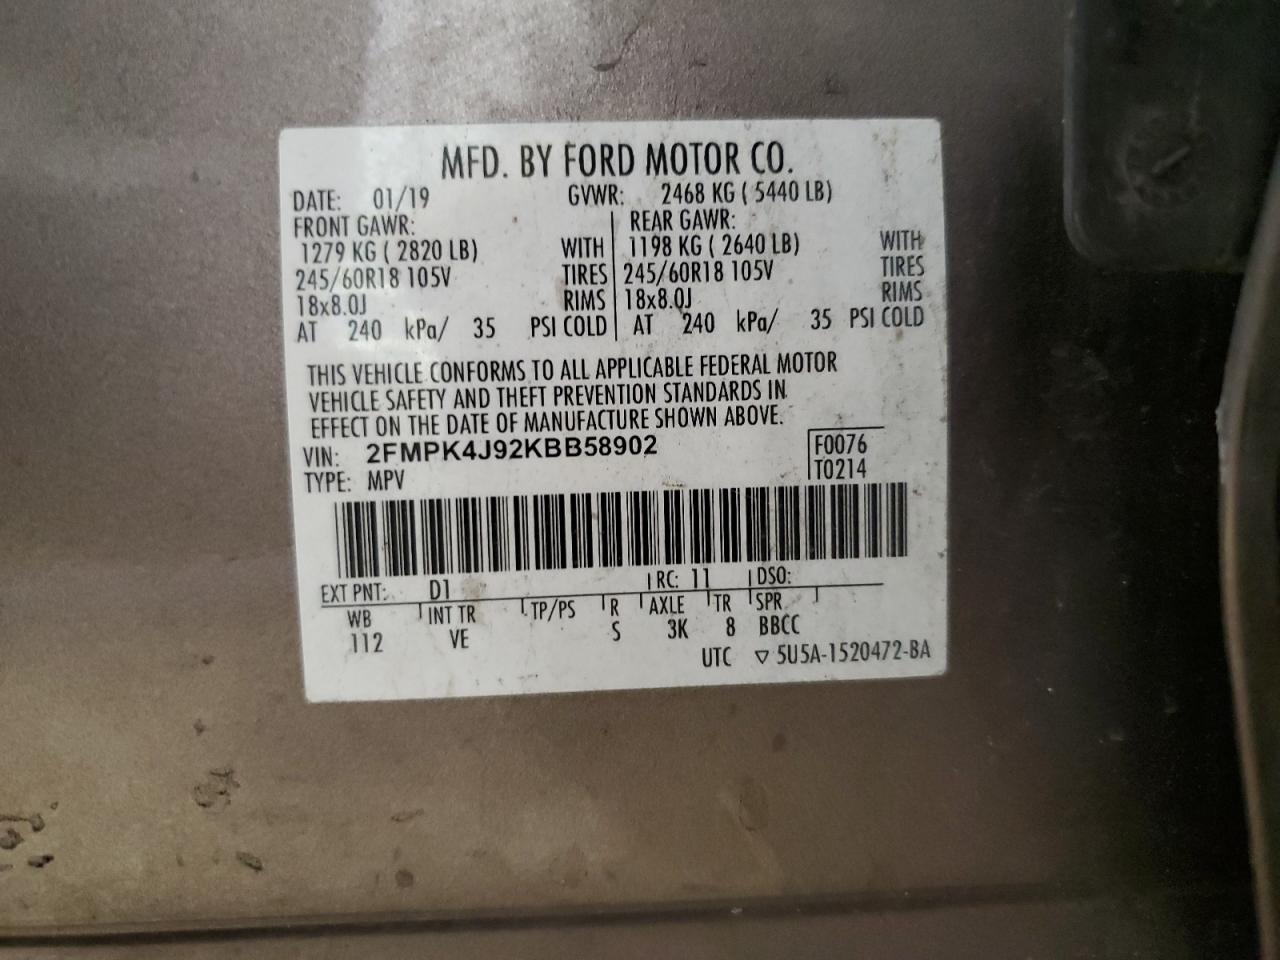 MFD. BY FORD MOTOR CO.
DATE: 01/19 GVWR: 2468 KG ( 5440 LB)
FRONT GAWR: REAR GAWR:
1279 KG ( 2820 LB) WITH 1198 KG ( 2640 LB) WITH
245/60R18 105V TIRES 245/60R18 105V TIRES
18x8.0J RIMS 18x8.0J RIMS
AT 240 kPa/ 35 PSI COLD AT 240 kPa/ 35 PSI COLD
THIS VEHICLE CONFORMS TO ALL APPLICABLE FEDERAL MOTOR
VEHICLE SAFETY AND THEFT PREVENTION STANDARDS IN
EFFECT ON THE DATE OF MANUFACTURE SHOWN ABOVE.
VIN: 2FMPK4J92KBB58902 F0076
TYPE: MPV T0214
EXT PNT: D1 RC: 11 DSO:
WB INT TR TP/PS R AXLE TR SPR
112 VE S 3K 8 BBCC
UTC ▽ 5U5A-1520472-BA